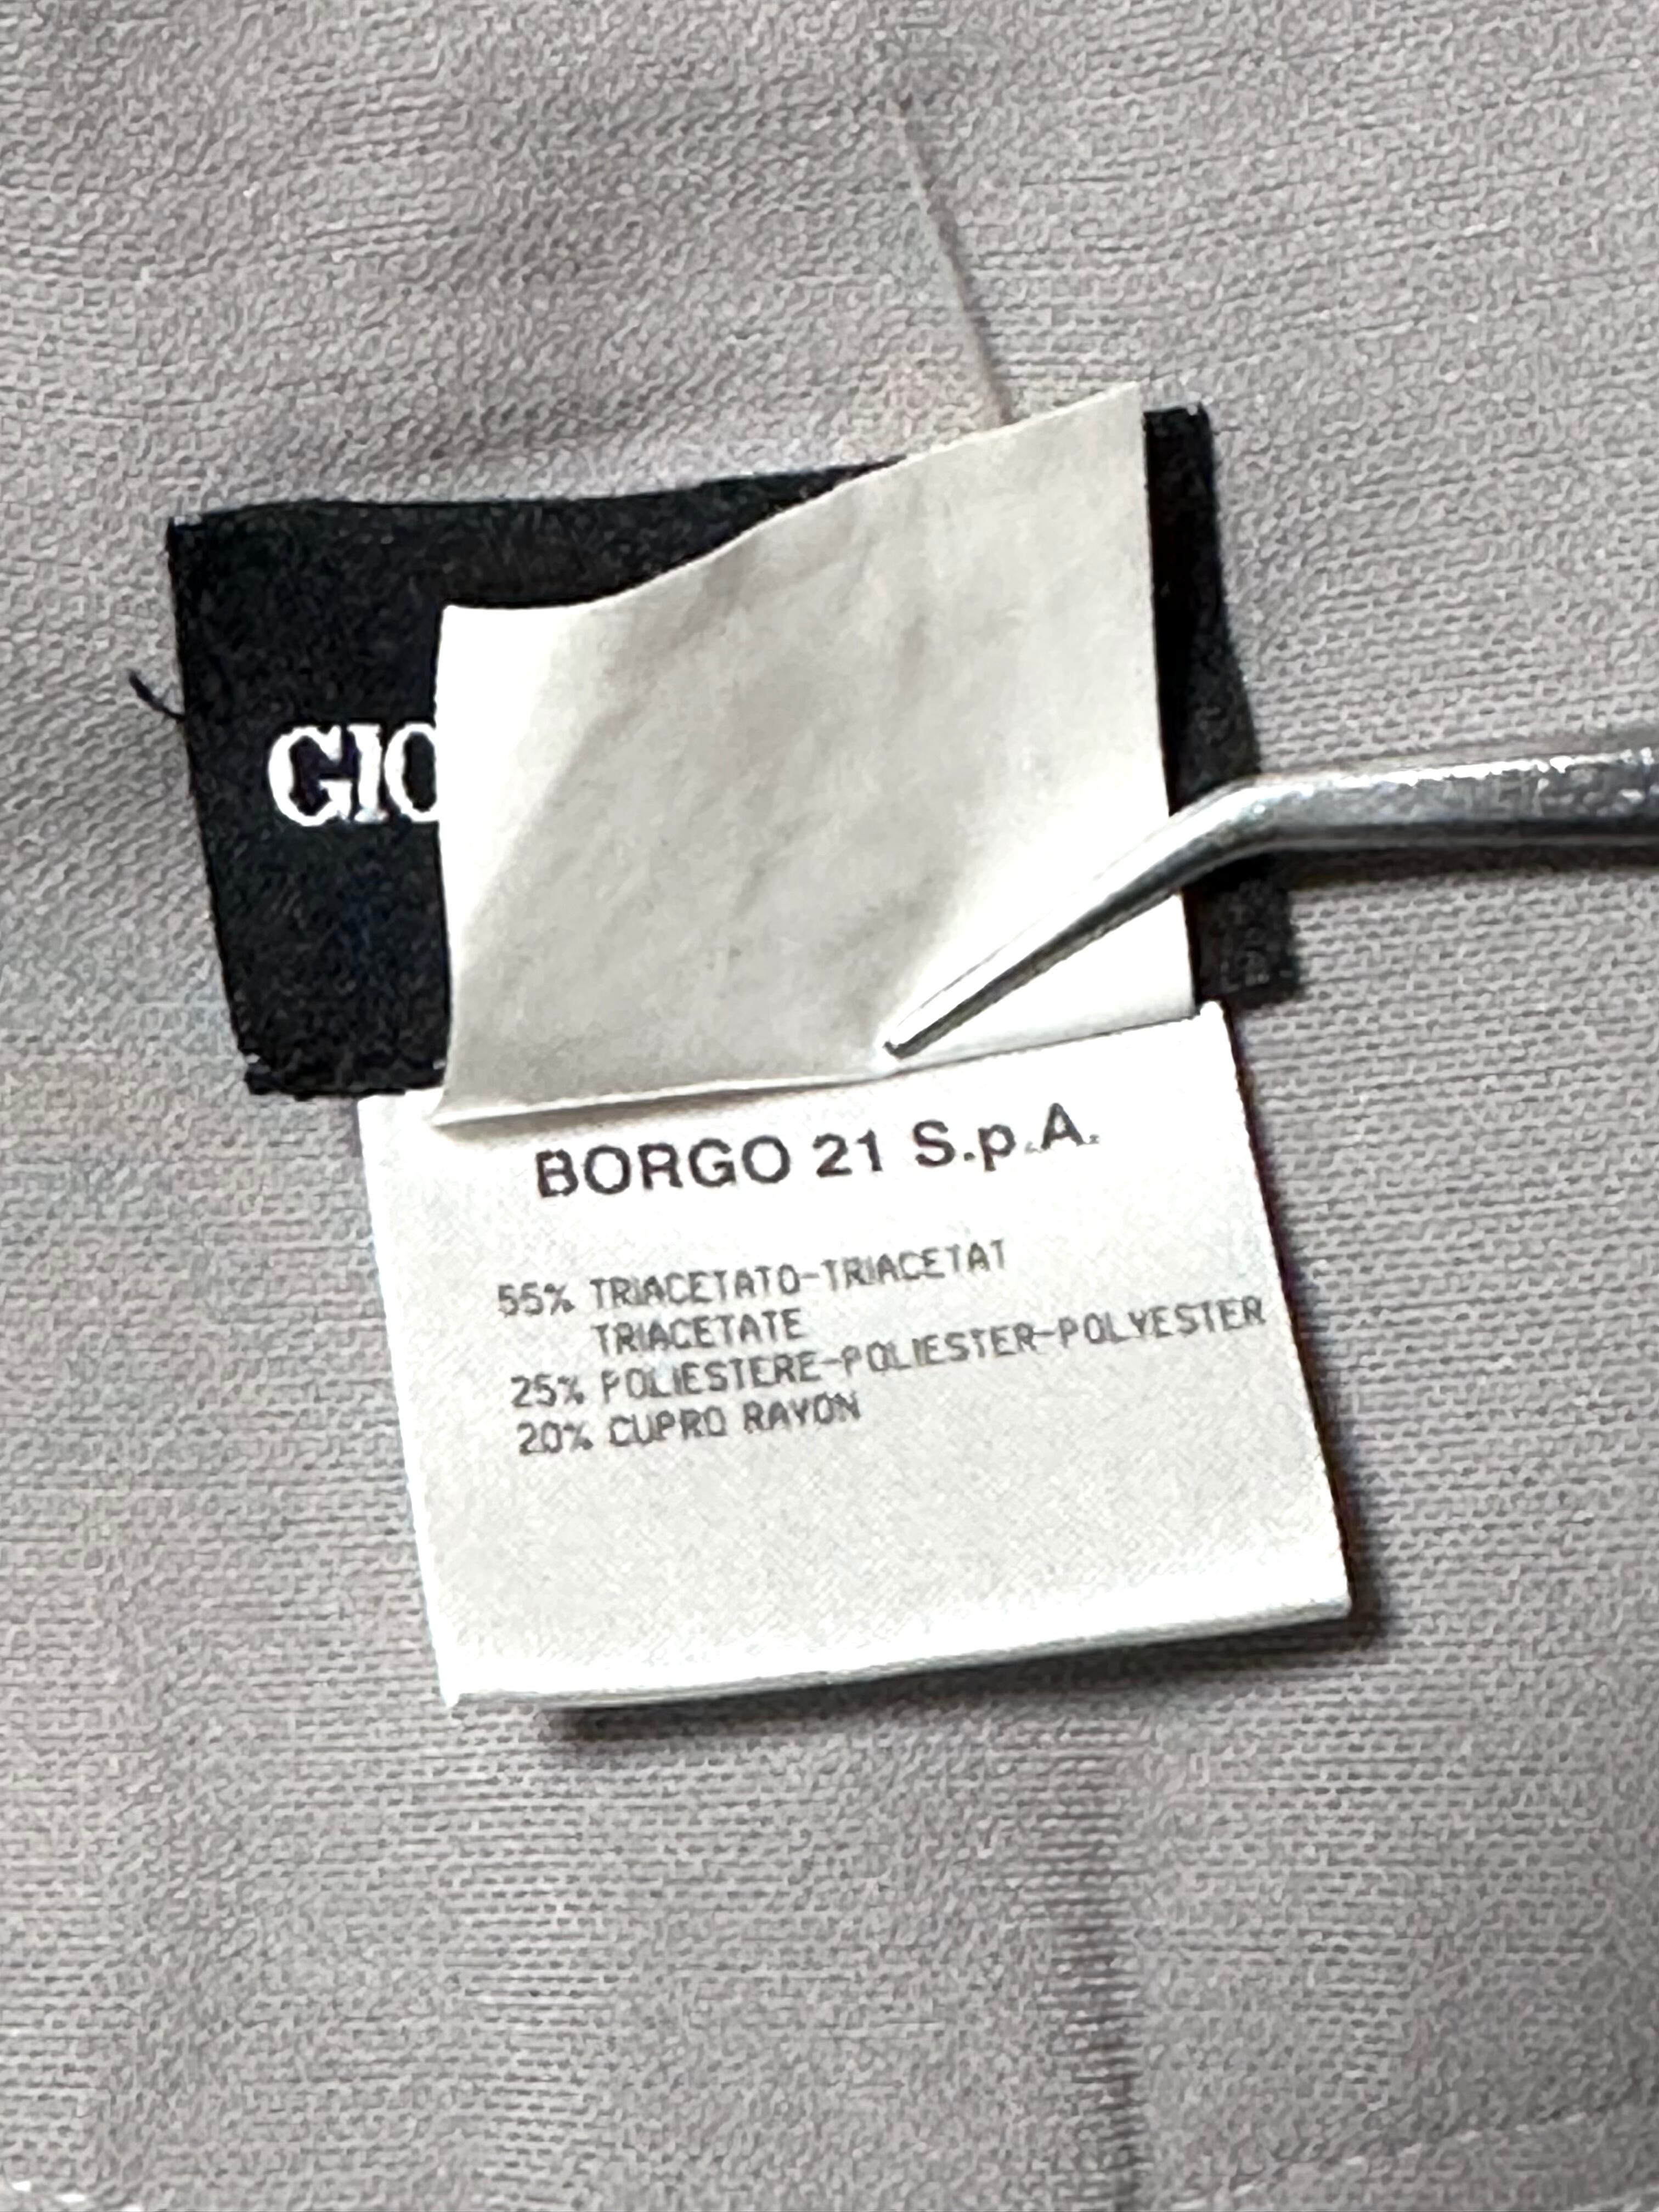 GIO
BORGO 21 S.p.A.
55% TRIACETATO-TRIACETAT
TRIACETATE
25% POLIESTERE-POLIESTER-POLYESTER
20% CUPRO RAYON